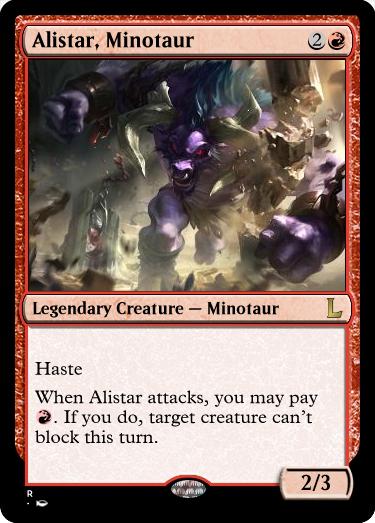 Alistar, Minotaur 2
Legendary Creature — Minotaur L
Haste
When Alistar attacks, you may pay
. If you do, target creature can't
block this turn.
2/3
R